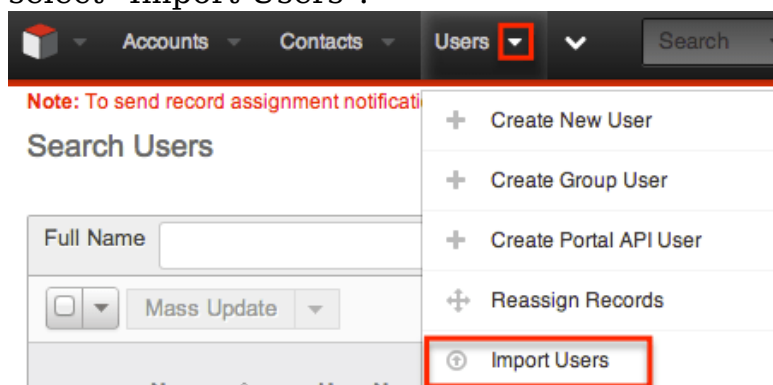 select "Import Users".
Accounts Contacts Users Search
Note: To send record assignment notificati
Create New User
Search Users
Create Group User
Full Name
Create Portal API User
Mass Update
Reassign Records
Import Users